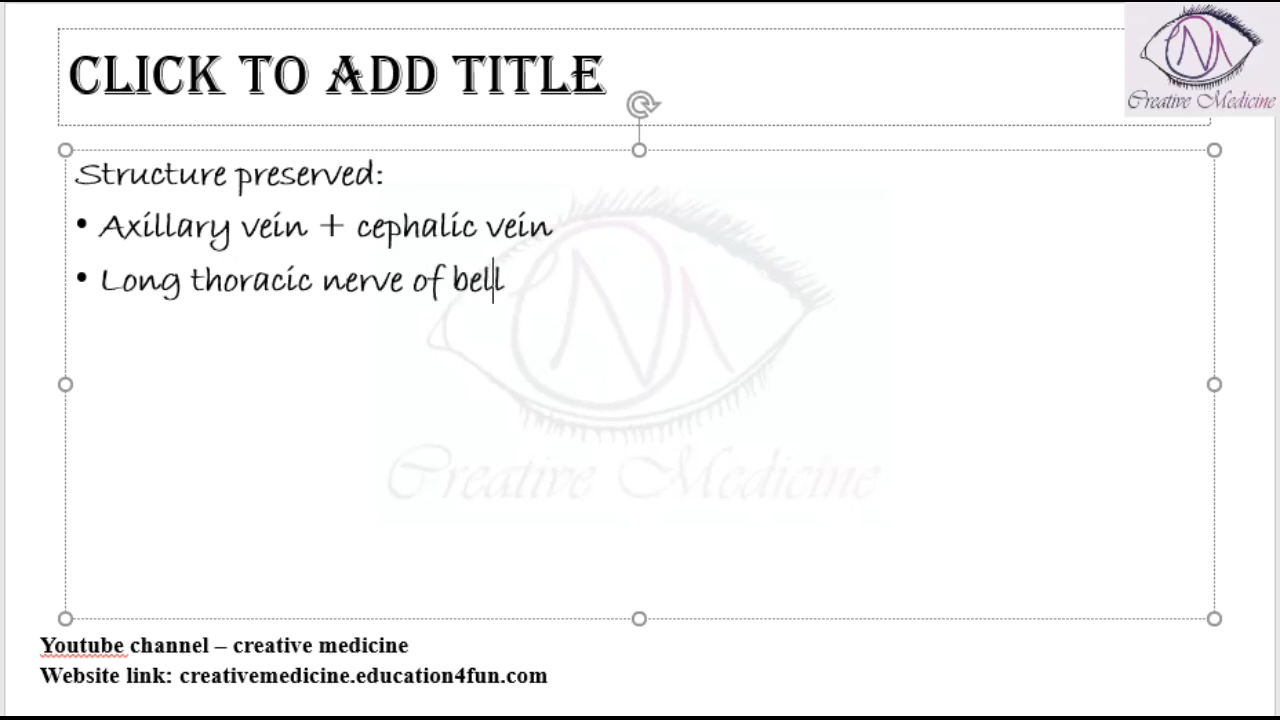 CLICK TO ADD TITLE
Creative Medicine
Structure preserved:
• Axillary vein + cephalic vein
• Long thoracic nerve of bell
Creative Medicine
Youtube channel – creative medicine
Website link: creativemedicine.education4fun.com